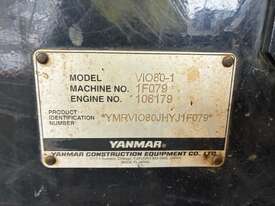 MODEL VIO80-1
MACHINE NO. 1F079
ENGINE NO. 106179
PRODUCT
IDENTIFICATION *YMRVIO80JHYJ1F079*
NUMBER
YANMAR
YANMAR CONSTRUCTION EQUIPMENT CO., LTD.